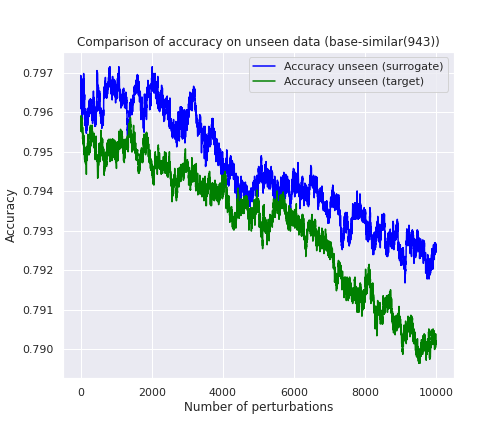 Comparison of accuracy on unseen data (base-similar(943))
Accuracy unseen (surrogate)
Accuracy unseen (target)
0.797
0.796
0.795
0.794
0.793
0.792
0.791
0.790
Accuracy
0
2000
4000
6000
8000
10000
Number of perturbations